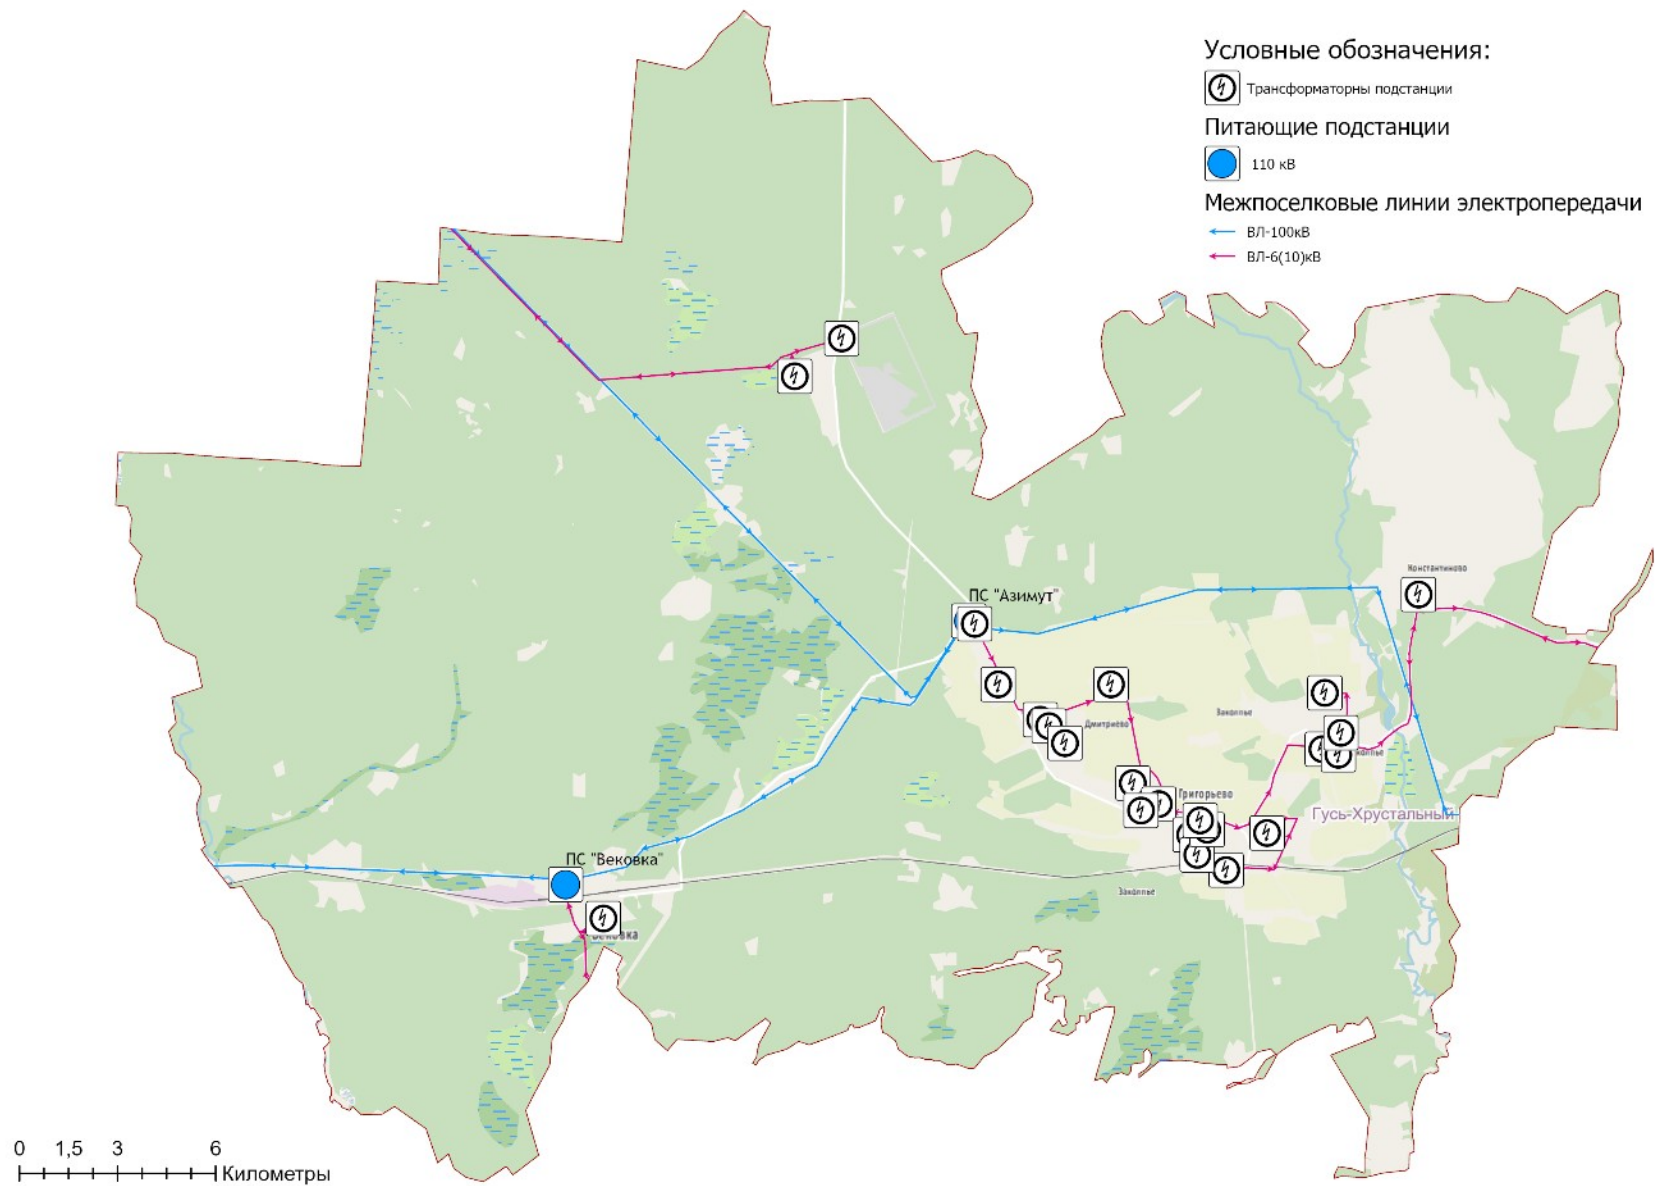 Условные обозначения:
Трансформаторны подстанции
Питающие подстанции
110 кВ
Межпоселковые линии электропередачи
ВЛ-100кВ
ВЛ-6(10)кВ
Константиново
ПС "Азимут"
Заколпье
Дмитриево
Григорьево
Гусь-Хрустальный
ПС "Вековка"
Заколпье
0 1,5 3 6
Километры